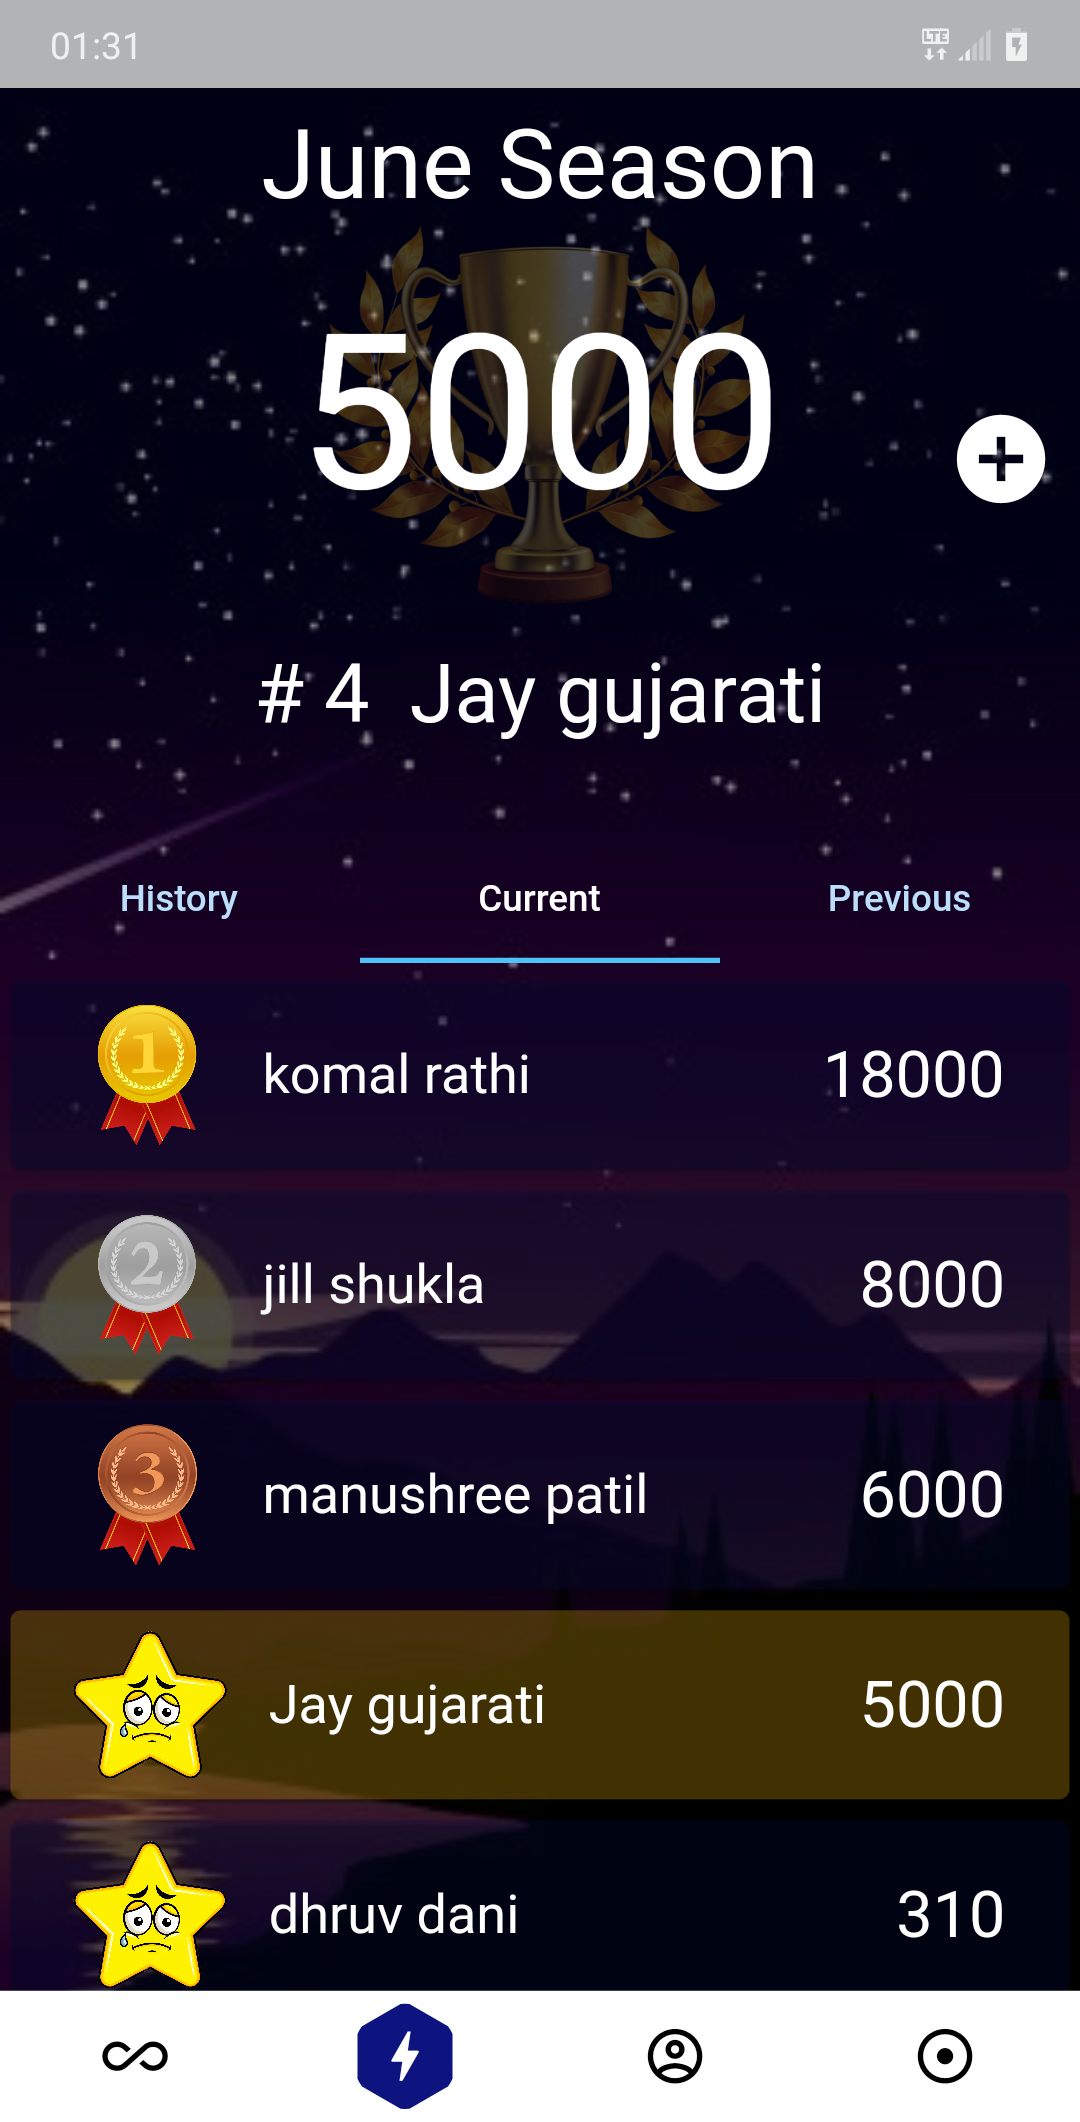 01:31
LTE
June Season
5000
# 4 Jay gujarati
History Current Previous
1 komal rathi 18000
2 jill shukla 8000
3 manushree patil 6000
Jay gujarati 5000
dhruv dani 310